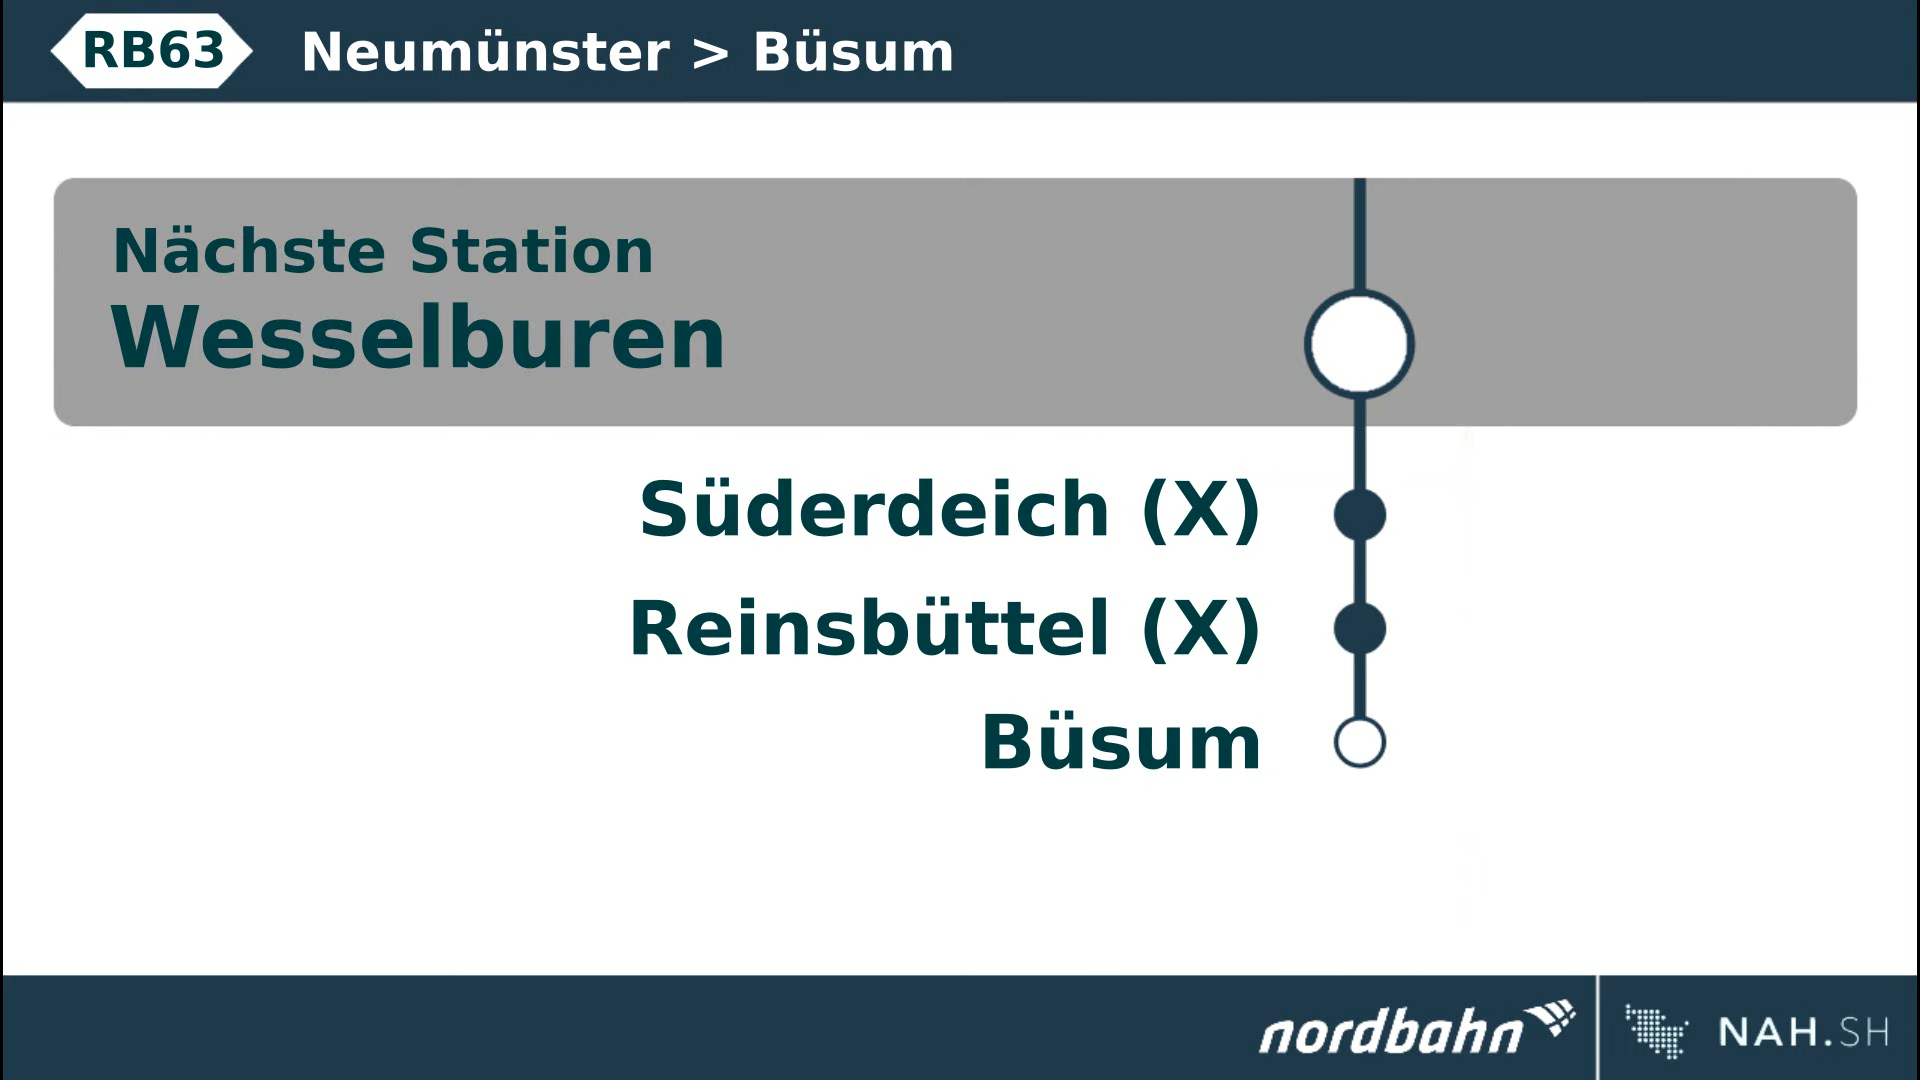 RB63 Neumünster > Büsum
Nächste Station
Wesselburen
Süderdeich (X)
Reinsbüttel (X)
Büsum
nordbahn NAH.SH